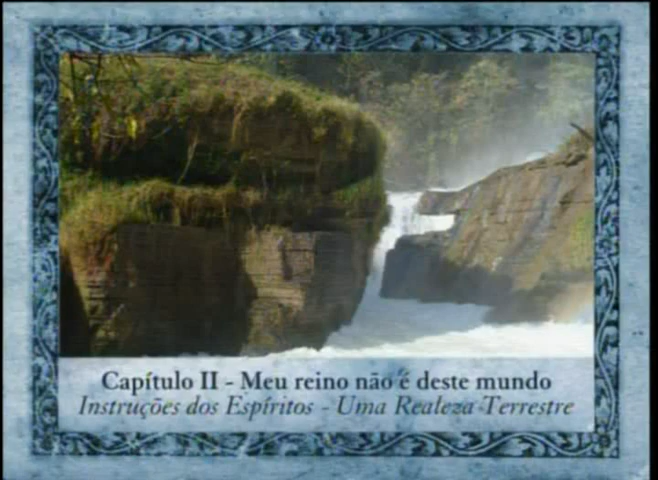 Capítulo II - Meu reino não é deste mundo
Instruções dos Espíritos - Uma Realeza Terrestre